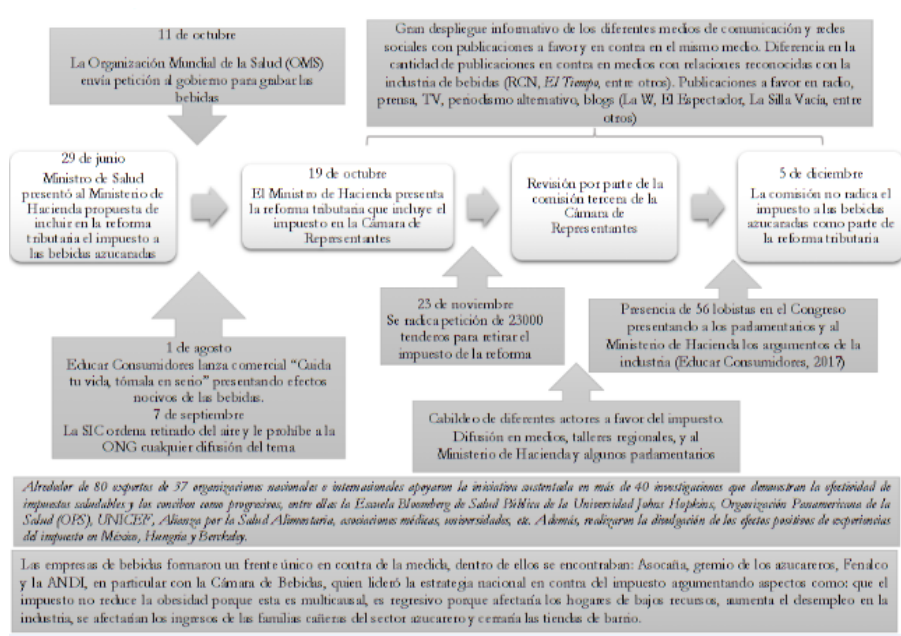 11 de octubre
La Organización Mundial de la Salud (OMS)
envía petición al gobierno para grabar las
bebidas
Gran despliegue informativo de los diferentes medios de comunicación y redes
sociales con publicaciones a favor y en contra en el mismo medio. Diferencia en la
cantidad de publicaciones en contra en medios con relaciones reconocidas con la
industria de bebidas (RCN, El Tiempo, entre otros). Publicaciones a favor en radio,
prensa, TV, periodismo alternativo, blogs (La W, El Espectador, La Silla Vacía, entre
otros)
29 de junio
Ministro de Salud
presentó al Ministerio de
Hacienda propuesta de
incluir en la reforma
tributaria el impuesto a
las bebidas azucaradas
19 de octubre
El Ministro de Hacienda presenta
la reforma tributaria que incluye el
impuesto en la Cámara de
Representantes
Revisión por parte de la
comisión tercera de la
Cámara de
Representantes
5 de diciembre
La comisión no radica el
impuesto a las bebidas
azucaradas como parte de
la reforma tributaria
1 de agosto
Educar Consumidores lanza comercial "Cuida
tu vida, tómala en serio" presentando efectos
nocivos de las bebidas.
7 de septiembre
La SIC ordena retirarlo del aire y le prohíbe a la
ONG cualquier difusión del tema
23 de noviembre
Se radica petición de 23000
tenderos para retirar el
impuesto de la reforma
Presencia de 56 lobistas en el Congreso
presentando a los parlamentarios y al
Ministerio de Hacienda los argumentos de la
industria (Educar Consumidores, 2017)
Cabildeo de diferentes actores a favor del impuesto.
Difusión en medios, talleres regionales, y al
Ministerio de Hacienda y algunos parlamentarios
Alrededor de 80 expertos de 37 organizaciones nacionales e internacionales apoyaron la iniciativa sustentada en más de 40 investigaciones que demuestran la efectividad de
impuestos saludables y los conciben como progresivos, entre ellas la Escuela Bloomberg de Salud Pública de la Universidad Johns Hopkins, Organización Panamericana de la
Salud (OPS), UNICEF, Alianza por la Salud Alimentaria, asociaciones médicas, universidades, etc. Además, realizaron la divulgación de los efectos positivos de experiencias
del impuesto en México, Hungría y Berckeley.
Las empresas de bebidas formaron un frente único en contra de la medida, dentro de ellos se encontraban: Asocaña, gremio de los azucareros, Fenalco
y la ANDI, en particular con la Cámara de Bebidas, quien lideró la estrategia nacional en contra del impuesto argumentando aspectos como: que el
impuesto no reduce la obesidad porque esta es multicausal, es regresivo porque afectaría los hogares de bajos recursos, aumenta el desempleo en la
industria, se afectarían los ingresos de las familias cañeras del sector azucarero y cerraría las tiendas de barrio.